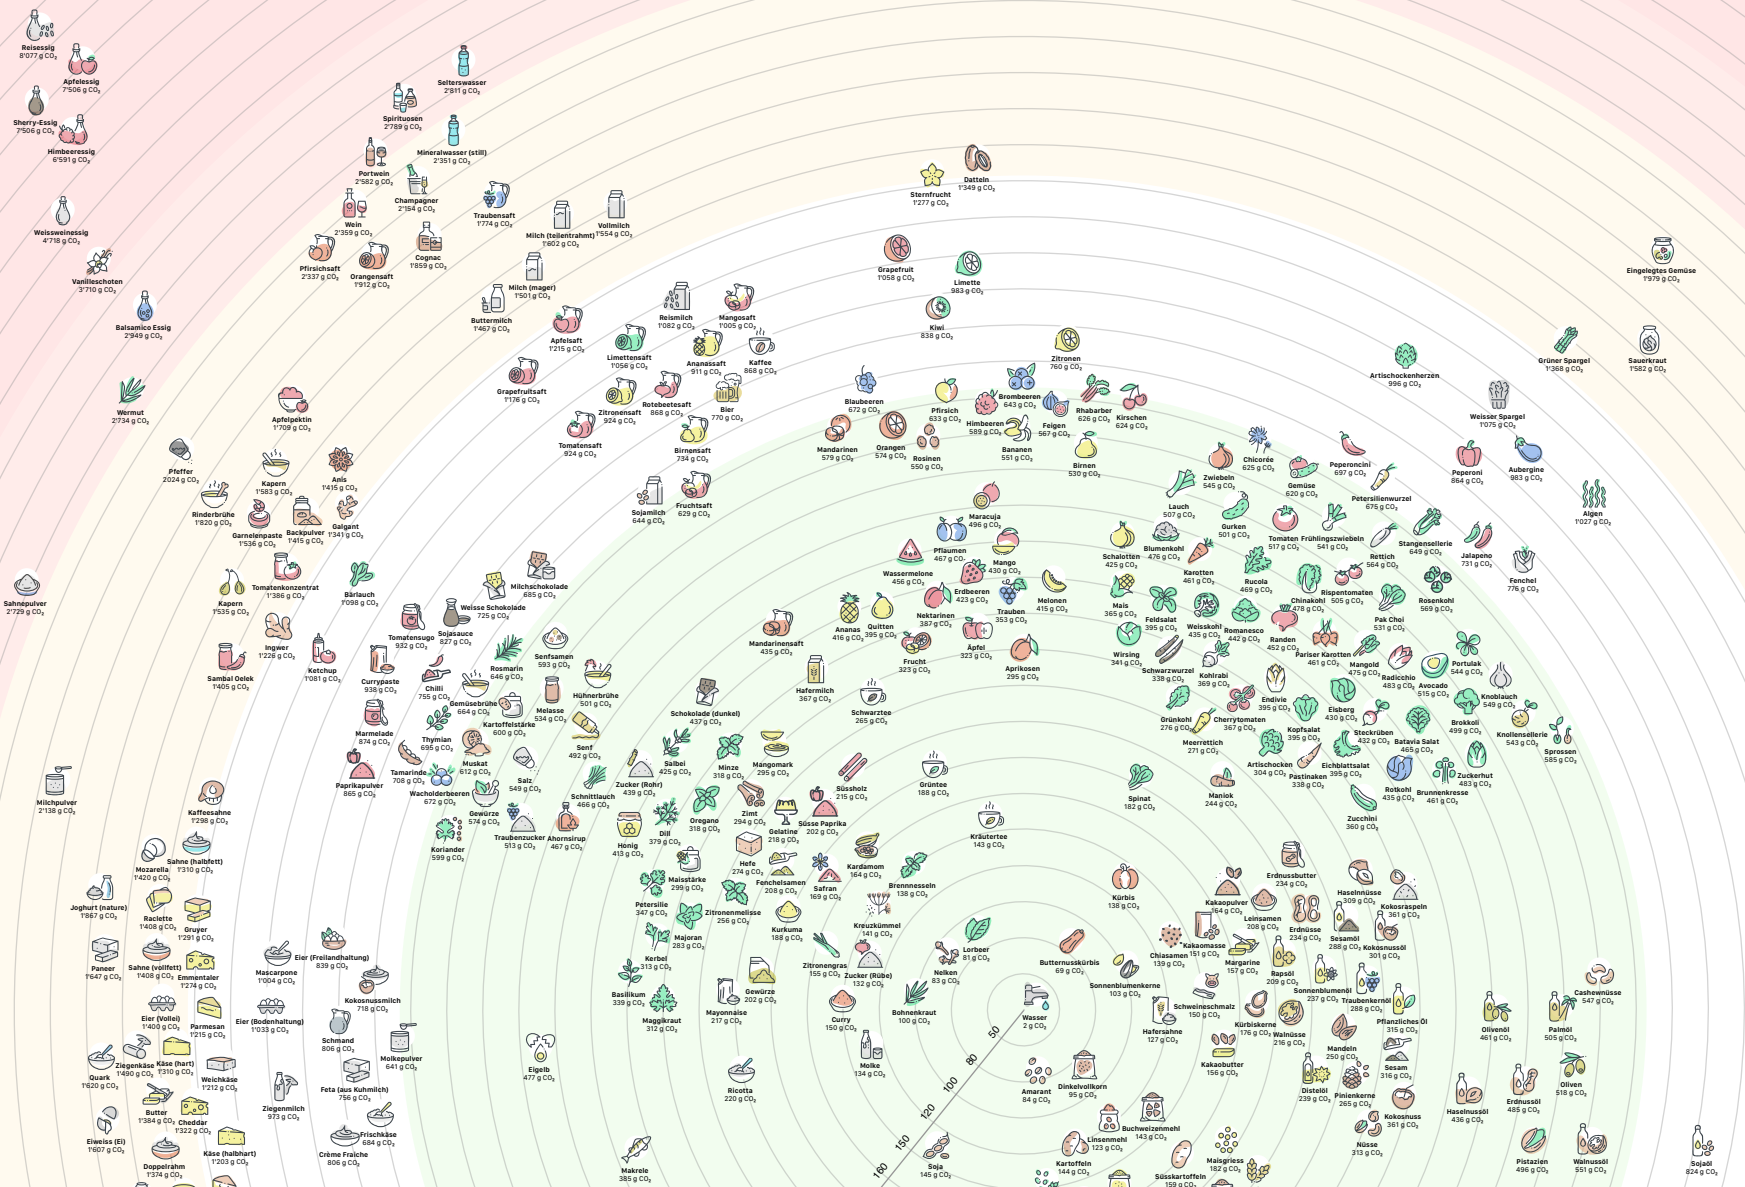 Reisessig
8'077 g CO₂
Apfelessig
7'506 g CO₂
Sherry-Essig
7'506 g CO₂
Himbeeressig
6'591 g CO₂
Weissweinessig
4'718 g CO₂
Vanilleschoten
3'710 g CO₂
Balsamico Essig
2'949 g CO₂
Wermut
2'734 g CO₂
Selterswasser
2'811 g CO₂
Spirituosen
2'789 g CO₂
Mineralwasser (still)
2'351 g CO₂
Portwein
2'582 g CO₂
Champagner
2'154 g CO₂
Wein
2'359 g CO₂
Traubensaft
1'774 g CO₂
Milch (teilentrahmt)
1'602 g CO₂
Vollmilch
1'554 g CO₂
Pfirsichsaft
2'337 g CO₂
Orangensaft
1'912 g CO₂
Cognac
1'859 g CO₂
Milch (mager)
1'501 g CO₂
Buttermilch
1'467 g CO₂
Datteln
1'349 g CO₂
Sternfrucht
1'277 g CO₂
Grapefruit
1'058 g CO₂
Limette
983 g CO₂
Kiwi
838 g CO₂
Zitronen
760 g CO₂
Eingelegtes Gemüse
1'979 g CO₂
Grüner Spargel
1'368 g CO₂
Sauerkraut
1'582 g CO₂
Artischockenherzen
996 g CO₂
Weisser Spargel
1'075 g CO₂
Apfelsaft
1'215 g CO₂
Reismilch
1'082 g CO₂
Mangosaft
1'005 g CO₂
Limettensaft
1'056 g CO₂
Ananassaft
911 g CO₂
Kaffee
868 g CO₂
Grapefruitsaft
1'176 g CO₂
Zitronensaft
924 g CO₂
Rotebeetesaft
868 g CO₂
Bier
770 g CO₂
Tomatensaft
924 g CO₂
Birnensaft
734 g CO₂
Sojamilch
644 g CO₂
Fruchtsaft
629 g CO₂
Blaubeeren
672 g CO₂
Pfirsich
633 g CO₂
Brombeeren
643 g CO₂
Himbeeren
589 g CO₂
Feigen
567 g CO₂
Rhabarber
626 g CO₂
Kirschen
624 g CO₂
Mandarinen
579 g CO₂
Orangen
574 g CO₂
Rosinen
550 g CO₂
Bananen
551 g CO₂
Birnen
530 g CO₂
Apfelpektin
1'709 g CO₂
Pfeffer
2024 g CO₂
Kapern
1'583 g CO₂
Anis
1'415 g CO₂
Rinderbrühe
1'820 g CO₂
Garnelenpaste
1'536 g CO₂
Backpulver
1'415 g CO₂
Galgant
1'341 g CO₂
Sahnepulver
2'729 g CO₂
Kapern
1'535 g CO₂
Tomatenkonzentrat
1'386 g CO₂
Bärlauch
1'098 g CO₂
Ingwer
1'226 g CO₂
Ketchup
1'081 g CO₂
Sambal Oelek
1'405 g CO₂
Milchschokolade
685 g CO₂
Weisse Schokolade
725 g CO₂
Tomatensugo
932 g CO₂
Sojasauce
827 g CO₂
Currypaste
938 g CO₂
Chilli
755 g CO₂
Rosmarin
646 g CO₂
Senfsamen
593 g CO₂
Gemüsebrühe
664 g CO₂
Hühnerbrühe
501 g CO₂
Melasse
534 g CO₂
Kartoffelstärke
600 g CO₂
Marmelade
874 g CO₂
Thymian
695 g CO₂
Senf
492 g CO₂
Muskat
612 g CO₂
Tamarinde
708 g CO₂
Paprikapulver
865 g CO₂
Wacholderbeeren
672 g CO₂
Salz
549 g CO₂
Gewürze
574 g CO₂
Schnittlauch
466 g CO₂
Traubenzucker
513 g CO₂
Ahornsirup
467 g CO₂
Koriander
599 g CO₂
Zwiebeln
545 g CO₂
Chicorée
625 g CO₂
Peperoncini
697 g CO₂
Gemüse
620 g CO₂
Petersilienwurzel
675 g CO₂
Peperoni
864 g CO₂
Aubergine
983 g CO₂
Algen
1'027 g CO₂
Lauch
507 g CO₂
Gurken
501 g CO₂
Tomaten
517 g CO₂
Frühlingszwiebeln
541 g CO₂
Rettich
564 g CO₂
Stangensellerie
649 g CO₂
Jalapeno
731 g CO₂
Fenchel
776 g CO₂
Maracuja
496 g CO₂
Pflaumen
467 g CO₂
Mango
430 g CO₂
Wassermelone
456 g CO₂
Erdbeeren
423 g CO₂
Trauben
353 g CO₂
Melonen
415 g CO₂
Ananas
416 g CO₂
Quitten
395 g CO₂
Nektarinen
387 g CO₂
Frucht
323 g CO₂
Apfel
323 g CO₂
Aprikosen
295 g CO₂
Schalotten
425 g CO₂
Blumenkohl
476 g CO₂
Karotten
461 g CO₂
Rucola
469 g CO₂
Chinakohl
478 g CO₂
Rispentomaten
505 g CO₂
Rosenkohl
569 g CO₂
Mais
365 g CO₂
Feldsalat
395 g CO₂
Weisskohl
435 g CO₂
Romanesco
442 g CO₂
Randen
452 g CO₂
Pariser Karotten
461 g CO₂
Pak Choi
531 g CO₂
Wirsing
341 g CO₂
Schwarzwurzel
338 g CO₂
Kohlrabi
369 g CO₂
Mangold
475 g CO₂
Radicchio
483 g CO₂
Avocado
515 g CO₂
Portulak
544 g CO₂
Knoblauch
549 g CO₂
Grünkohl
276 g CO₂
Meerrettich
271 g CO₂
Cherrytomaten
367 g CO₂
Endivie
395 g CO₂
Kopfsalat
395 g CO₂
Eisberg
430 g CO₂
Steckrüben
432 g CO₂
Batavia Salat
465 g CO₂
Brokkoli
499 g CO₂
Knollensellerie
543 g CO₂
Sprossen
585 g CO₂
Artischocken
304 g CO₂
Pastinaken
338 g CO₂
Eichblattsalat
395 g CO₂
Rotkohl
435 g CO₂
Brunnenkresse
461 g CO₂
Zuckerhut
483 g CO₂
Zucchini
360 g CO₂
Spinat
182 g CO₂
Maniok
244 g CO₂
Kürbis
138 g CO₂
Butternusskürbis
69 g CO₂
Mandarinensaft
435 g CO₂
Hafermilch
367 g CO₂
Schwarztee
265 g CO₂
Grüntee
188 g CO₂
Kräutertee
143 g CO₂
Wasser
2 g CO₂
Schokolade (dunkel)
437 g CO₂
Salbei
425 g CO₂
Minze
318 g CO₂
Mangomark
295 g CO₂
Zucker (Rohr)
439 g CO₂
Süssholz
215 g CO₂
Oregano
318 g CO₂
Zimt
294 g CO₂
Gelatine
218 g CO₂
Süsse Paprika
202 g CO₂
Honig
413 g CO₂
Dill
379 g CO₂
Hefe
274 g CO₂
Maisstärke
299 g CO₂
Fenchelsamen
208 g CO₂
Kardamom
164 g CO₂
Safran
169 g CO₂
Brennnesseln
138 g CO₂
Petersilie
347 g CO₂
Zitronenmelisse
256 g CO₂
Majoran
283 g CO₂
Kurkuma
188 g CO₂
Kreuzkümmel
141 g CO₂
Kerbel
313 g CO₂
Zitronengras
155 g CO₂
Zucker (Rübe)
132 g CO₂
Nelken
83 g CO₂
Lorbeer
81 g CO₂
Basilikum
339 g CO₂
Maggikraut
312 g CO₂
Mayonnaise
217 g CO₂
Gewürze
202 g CO₂
Curry
150 g CO₂
Bohnenkraut
100 g CO₂
Milchpulver
2'138 g CO₂
Kaffeesahne
1'298 g CO₂
Mozarella
1'420 g CO₂
Sahne (halbfett)
1'310 g CO₂
Joghurt (nature)
1'867 g CO₂
Raclette
1'408 g CO₂
Gruyer
1'291 g CO₂
Paneer
1'647 g CO₂
Sahne (vollfett)
1'408 g CO₂
Emmentaler
1'274 g CO₂
Mascarpone
1'004 g CO₂
Eier (Freilandhaltung)
839 g CO₂
Kokosnussmilch
718 g CO₂
Eier (Vollei)
1'400 g CO₂
Parmesan
1'215 g CO₂
Eier (Bodenhaltung)
1'033 g CO₂
Schmand
806 g CO₂
Molkepulver
641 g CO₂
Quark
1'620 g CO₂
Ziegenkäse
1'490 g CO₂
Käse (hart)
1'310 g CO₂
Weichkäse
1'212 g CO₂
Feta (aus Kuhmilch)
756 g CO₂
Ziegenmilch
973 g CO₂
Butter
1'384 g CO₂
Cheddar
1'322 g CO₂
Frischkäse
684 g CO₂
Eiweiss (Ei)
1'607 g CO₂
Käse (halbhart)
1'203 g CO₂
Crème Fraiche
806 g CO₂
Doppelrahm
1'374 g CO₂
Eigelb
477 g CO₂
Ricotta
220 g CO₂
Molke
134 g CO₂
Makrele
385 g CO₂
Soja
145 g CO₂
50
80
100
120
150
160
Erdnussbutter
234 g CO₂
Haselnüsse
309 g CO₂
Kokosraspeln
361 g CO₂
Kakaopulver
164 g CO₂
Leinsamen
208 g CO₂
Erdnüsse
234 g CO₂
Sesamöl
288 g CO₂
Kokosnussöl
301 g CO₂
Kakaomasse
151 g CO₂
Chiasamen
139 g CO₂
Margarine
157 g CO₂
Rapsöl
209 g CO₂
Sonnenblumenkerne
103 g CO₂
Sonnenblumenöl
237 g CO₂
Traubenkernöl
288 g CO₂
Schweineschmalz
150 g CO₂
Pflanzliches Öl
315 g CO₂
Hafersahne
127 g CO₂
Kürbiskerne
176 g CO₂
Walnüsse
216 g CO₂
Mandeln
250 g CO₂
Kakaobutter
156 g CO₂
Sesam
316 g CO₂
Distelöl
239 g CO₂
Pinienkerne
265 g CO₂
Kokosnuss
361 g CO₂
Nüsse
313 g CO₂
Cashewnüsse
547 g CO₂
Olivenöl
461 g CO₂
Palmöl
505 g CO₂
Oliven
518 g CO₂
Haselnussöl
436 g CO₂
Erdnussöl
485 g CO₂
Pistazien
496 g CO₂
Walnussöl
551 g CO₂
Sojaöl
824 g CO₂
Amarant
84 g CO₂
Dinkelvollkorn
95 g CO₂
Linsenmehl
123 g CO₂
Buchweizenmehl
143 g CO₂
Kartoffeln
144 g CO₂
Maisgriess
182 g CO₂
Süsskartoffeln
159 g CO₂